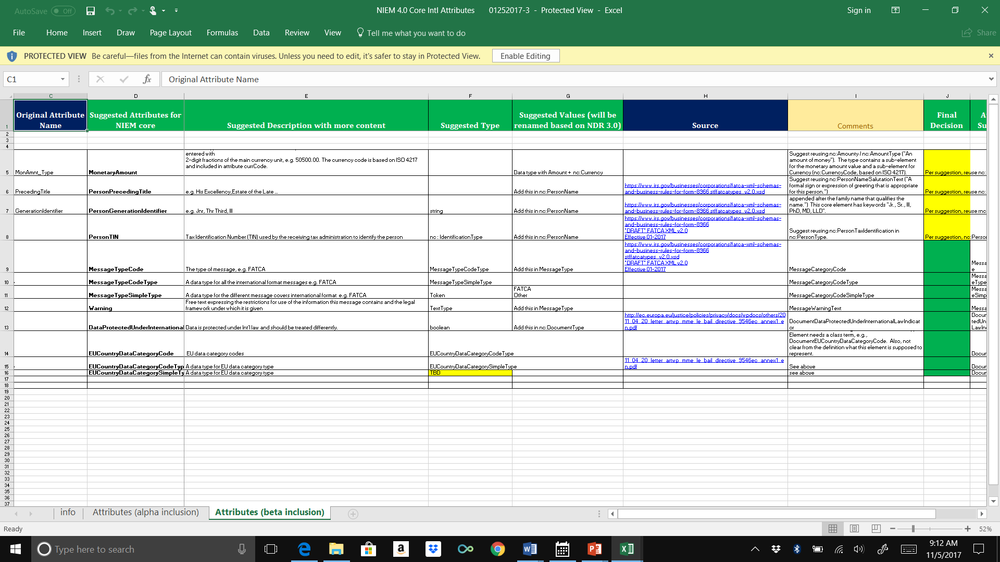 AutoSave Off
NIEM 4.0 Core Intl Attributes 01252017-3 - Protected View - Excel
Sign in
File Home Insert Draw Page Layout Formulas Data Review View Tell me what you want to do
Share
PROTECTED VIEW Be careful—files from the Internet can contain viruses. Unless you need to edit, it's safer to stay in Protected View. Enable Editing
C1
fx
Original Attribute Name
C D E F G H I J
1
Original Attribute
Name
Suggested Attributes for
NIEM core
Suggested Description with more content
Suggested Type
Suggested Values (will be
renamed based on NDR 3.0)
Source
Comments
Final
Decision
A
Su
2
3
4
5
MonAmnt_Type
MonetaryAmount
entered with
2-digit fractions of the main currency unit, e.g. 50500.00. The currency code is based on ISO 4217
and included in attribute currCode.
Data type with Amount + nc:Currency
Suggest reusing nc:Amounty / nc:AmountType ("An
amount of money"). The type contains a sub-element
for the monetary amount value and a sub-element for
Currency (nc:CurrencyCode, based on ISO 4217).
Per suggestion, reuse nc:
6
PrecedingTitle
PersonPrecedingTitle
e.g. His Excellency,Estate of the Late ...
Add this in nc:PersonName
https://www.irs.gov/businesses/corporations/fatca-xml-schemas-
and-business-rules-for-form-8966 stffatcatypes_v2.0.xsd
Suggest reusing nc:PersonNameSalutationText ("A
formal sign or expression of greeting that is appropriate
for this person.")
Per suggestion, reuse nc:
7
GenerationIdentifier
PersonGenerationIdentifier
e.g. Jnr, Thr Third, III
string
Add this in nc:PersonName
https://www.irs.gov/businesses/corporations/fatca-xml-schemas-
and-business-rules-for-form-8966 stffatcatypes_v2.0.xsd
appended after the family name that qualifies the
name.") This core element has keywords "Jr., Sr., III,
PhD, MD, LLD".
Per suggestion, reuse rnc
8
PersonTIN
Tax Identification Number (TIN) used by the receiving tax administration to identify the person
nc : IdentificationType
Add this in nc:PersonName
https://www.irs.gov/businesses/corporations/fatca-xml-schemas-
and-business-rules-for-form-8966
"DRAFT" FATCA XML v2.0
Effective 01-2017
Suggest reusing nc:PersonTaxIdentification in
nc:PersonType.
Per suggestion, nc:Person
9
MessageTypeCode
The type of message, e.g. FATCA
MessageTypeCodeType
Add this in MessageType
https://www.irs.gov/businesses/corporations/fatca-xml-schemas-
and-business-rules-for-form-8966
stffatcatypes_v2.0.xsd
"DRAFT" FATCA XML v2.0
Effective 01-2017
MessageCategoryCode
Messa
e
10
MessageTypeCodeType
A data type for all the international format messages e.g. FATCA
MessageTypeSimpleType
MessageCategoryCodeType
Messa
eType
11
MessageTypeSimpleType
A data type for the different message covers international format e.g. FATCA
Token
FATCA
Other
MessageCategoryCodeSimpleType
Messa
eSimp
12
Warning
Free text expressing the restrictions for use of the information this message contains and the legal
framework under which it is given
TextType
Add this in MessageType
MessageWarningText
Messa
13
DataProtectedUnderInternational
Data is protected under Int'l law and should be treated differently.
boolean
Add this in nc:DocumentType
http://ec.europa.eu/justice/policies/privacy/docs/wpdocs/others/20
11_04_20_letter_artwp_mme_le_bail_directive_9546ec_annex1_e
n.pdf
DocumentDataProtectedUnderInternationalLawIndicat
or
Docur
tedUn
LawIn
14
EUCountryDataCategoryCode
EU data category codes
EUCountryDataCategoryCodeType
Element needs a class term, e.g.,
DocumentEUCountryDataCategoryCode. Also, not
clear from the definition what this element is supposed to
represent.
Docur
15
EUCountryDataCategoryCodeTyp
A data type for EU data category type
EUCountryDataCategorySimpleType
11_04_20_letter_artwp_mme_le_bail_directive_9546ec_annex1_e
n.pdf
See above
Docur
16
EUCountryDataCategorySimpleTy
A data type for EU data category type
TBD
see above
Docur
17
18
19
20
21
22
23
24
25
26
27
28
29
30
31
32
33
34
35
36
37
info Attributes (alpha inclusion) Attributes (beta inclusion)
Ready
52%
Type here to search
9:12 AM
11/5/2017